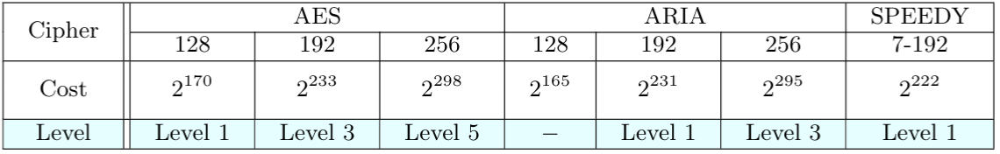 Cipher AES ARIA SPEEDY
128 192 256 128 192 256 7-192
Cost 2^170 2^233 2^298 2^165 2^231 2^295 2^222
Level Level 1 Level 3 Level 5 − Level 1 Level 3 Level 1